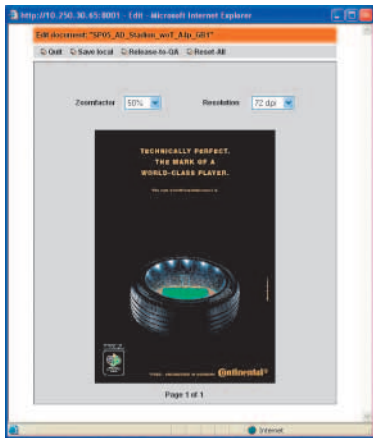 http://10.250.30.65:8001 - Edit - Microsoft Internet Explorer
Edit document: "SP05_AD_Stadion_woT_A4p_GB1"
Quit Save local Release-to-QA Reset-All
Zoomfactor 50% Resolution 72 dpi
TECHNICALLY PERFECT.
THE MARK OF A
WORLD-CLASS PLAYER.
Continental
Page 1 of 1
Internet